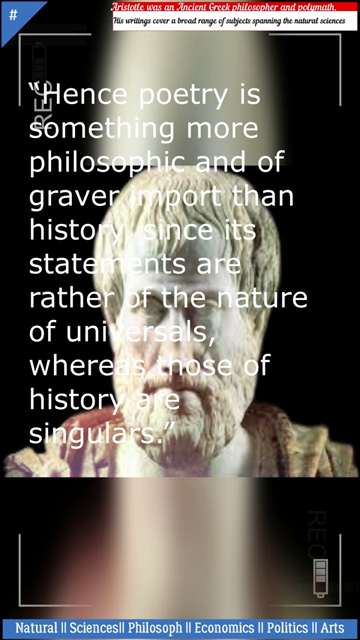 #
Aristotle was an Ancient Greek philosopher and polymath.
His writings cover a broad range of subjects spanning the natural sciences
REC
“Hence poetry is
something more
philosophic and of
graver import than
history, since its
statements are
rather of the nature
of universals,
whereas those of
history are
singulars.”
REC
Natural || Sciences|| Philosoph || Economics || Politics || Arts